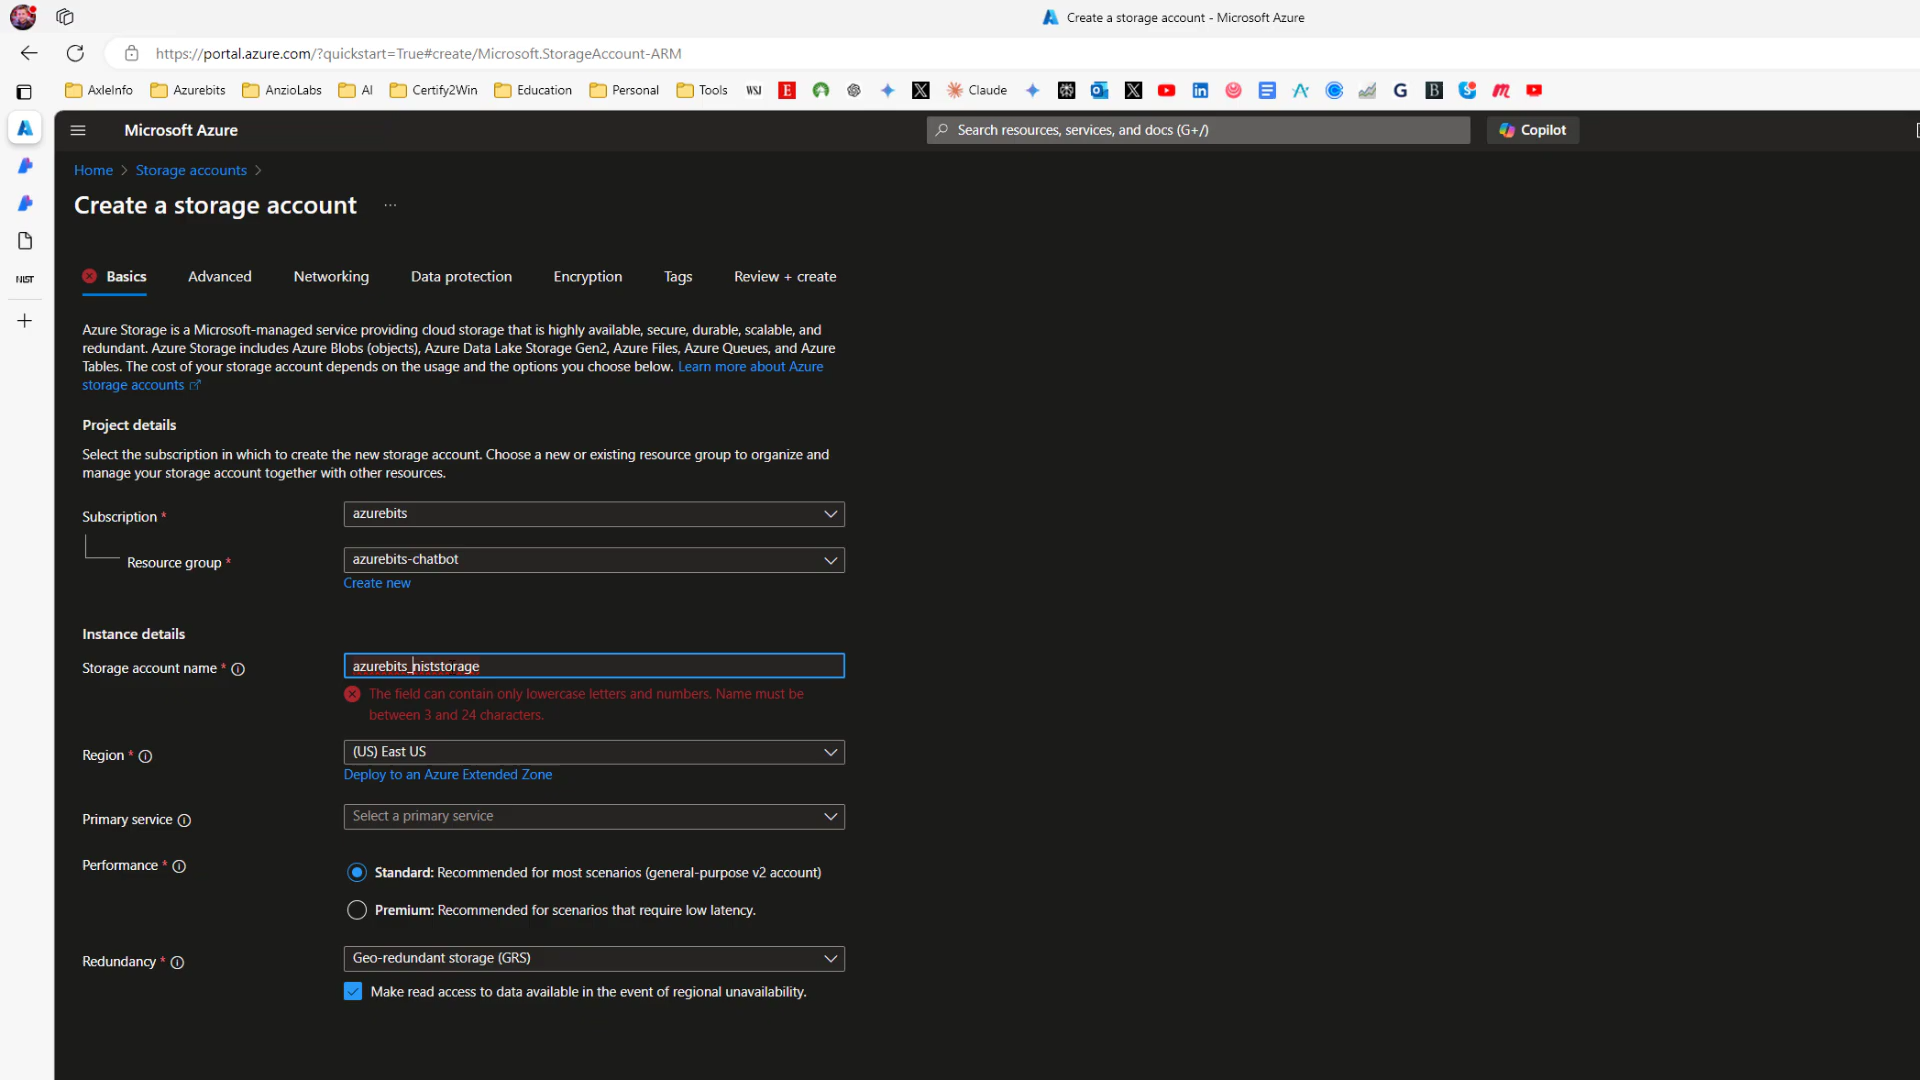 Create a storage account - Microsoft Azure
https://portal.azure.com/?quickstart=True#create/Microsoft.StorageAccount-ARM
AxleInfo Azurebits AnzioLabs AI Certify2Win Education Personal Tools WSJ E X Claude X G B m
Microsoft Azure
Search resources, services, and docs (G+/)
Copilot
Home > Storage accounts >
Create a storage account ...
NIST
Basics Advanced Networking Data protection Encryption Tags Review + create
Azure Storage is a Microsoft-managed service providing cloud storage that is highly available, secure, durable, scalable, and
redundant. Azure Storage includes Azure Blobs (objects), Azure Data Lake Storage Gen2, Azure Files, Azure Queues, and Azure
Tables. The cost of your storage account depends on the usage and the options you choose below. Learn more about Azure
storage accounts
Project details
Select the subscription in which to create the new storage account. Choose a new or existing resource group to organize and
manage your storage account together with other resources.
Subscription * azurebits
Resource group * azurebits-chatbot
Create new
Instance details
Storage account name * azurebits_niststorage
The field can contain only lowercase letters and numbers. Name must be
between 3 and 24 characters.
Region * (US) East US
Deploy to an Azure Extended Zone
Primary service Select a primary service
Performance * Standard: Recommended for most scenarios (general-purpose v2 account)
Premium: Recommended for scenarios that require low latency.
Redundancy * Geo-redundant storage (GRS)
Make read access to data available in the event of regional unavailability.